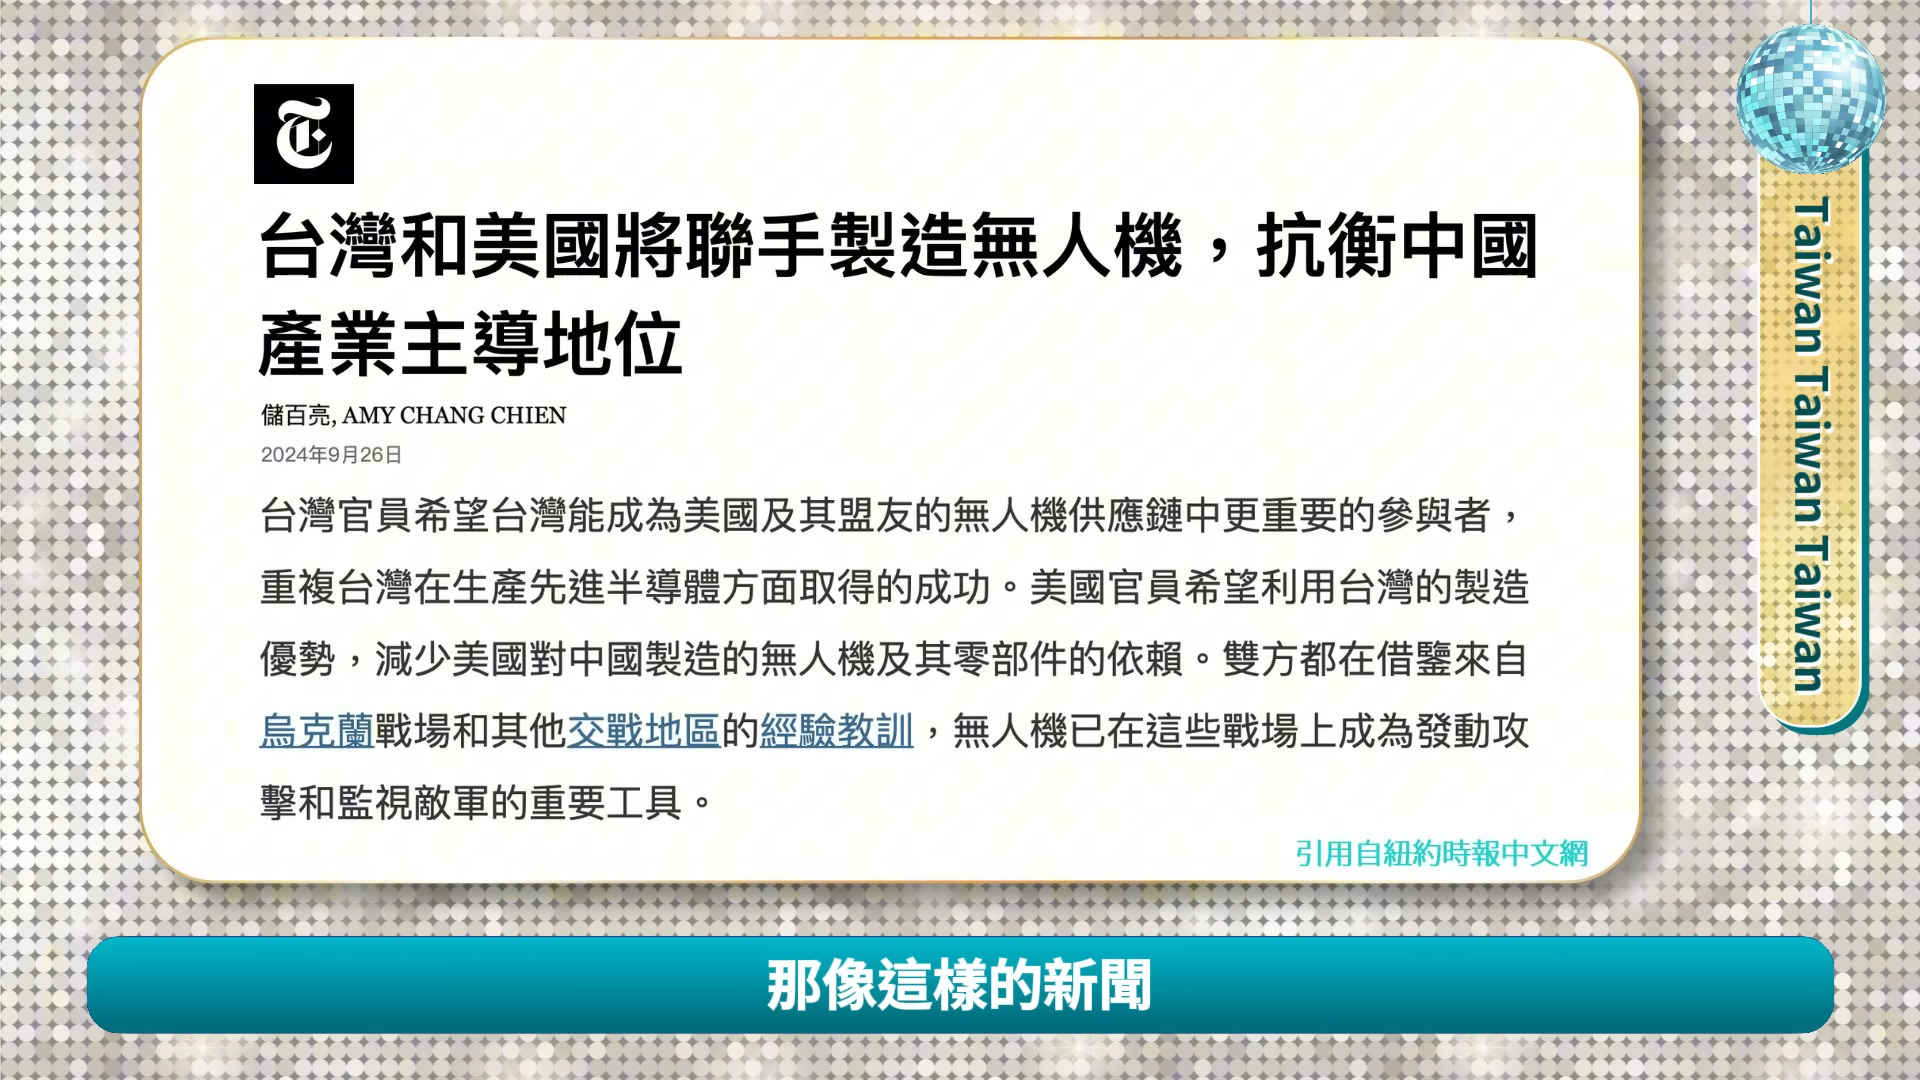 台灣和美國將聯手製造無人機，抗衡中國
產業主導地位
儲百亮, AMY CHANG CHIEN
2024年9月26日
台灣官員希望台灣能成為美國及其盟友的無人機供應鏈中更重要的參與者，
重複台灣在生產先進半導體方面取得的成功。美國官員希望利用台灣的製造
優勢，減少美國對中國製造的無人機及其零部件的依賴。雙方都在借鑒來自
烏克蘭戰場和其他交戰地區的經驗教訓，無人機已在這些戰場上成為發動攻
擊和監視敵軍的重要工具。
引用自紐約時報中文網
那像這樣的新聞
Taiwan Taiwan Taiwan